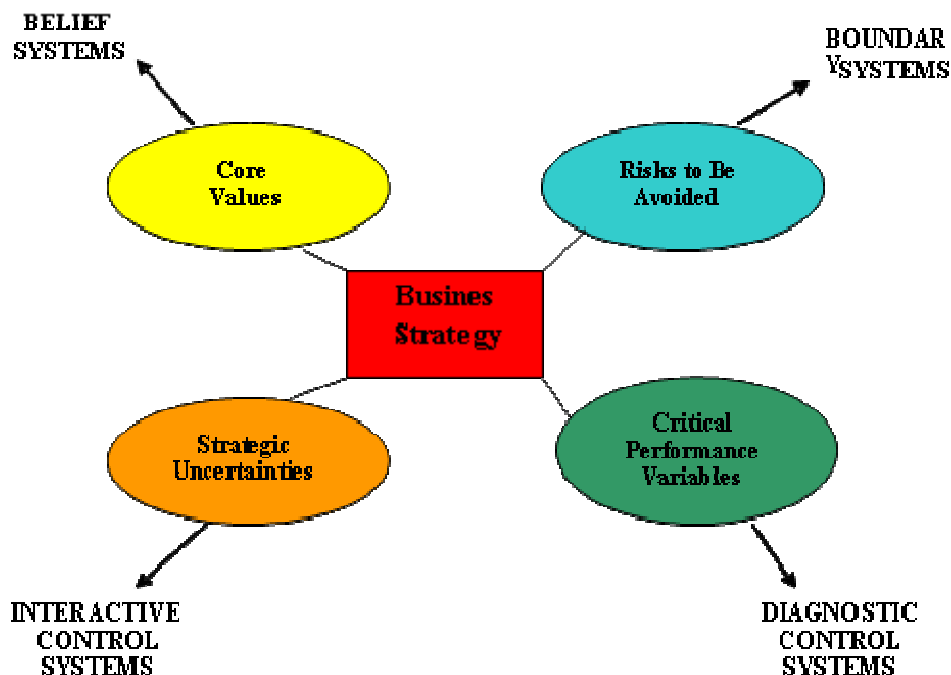 BELIEF
SYSTEMS
BOUNDAR
YSYSTEMS
Core
Values
Risks to Be
Avoided
Busines
Strategy
Strategic
Uncertainties
Critical
Performance
Variables
INTERACTIVE
CONTROL
SYSTEMS
DIAGNOSTIC
CONTROL
SYSTEMS